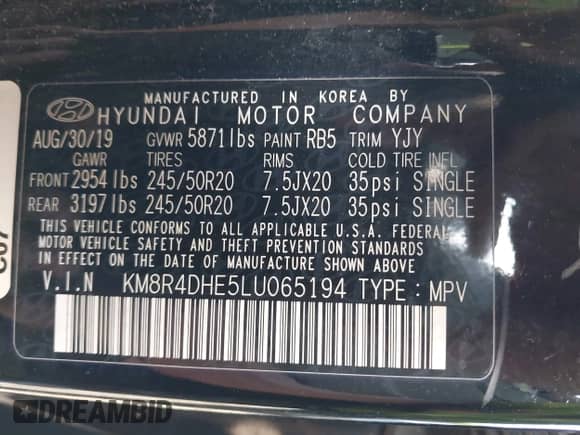 MANUFACTURED IN KOREA BY
HYUNDAI MOTOR COMPANY
AUG/30/19 GVWR 5871lbs PAINT RB5 TRIM YJY
GAWR TIRES RIMS COLD TIRE INFL.
FRONT 2954lbs 245/50R20 7.5JX20 35psi SINGLE
REAR 3197lbs 245/50R20 7.5JX20 35psi SINGLE
THIS VEHICLE CONFORMS TO ALL APPLICABLE U.S.A. FEDERAL
MOTOR VEHICLE SAFETY AND THEFT PREVENTION STANDARDS
IN EFFECT ON THE DATE OF MANUFACTURE SHOWN ABOVE.
V.I.N KM8R4DHE5LU065194 TYPE : MPV
DREAMBID